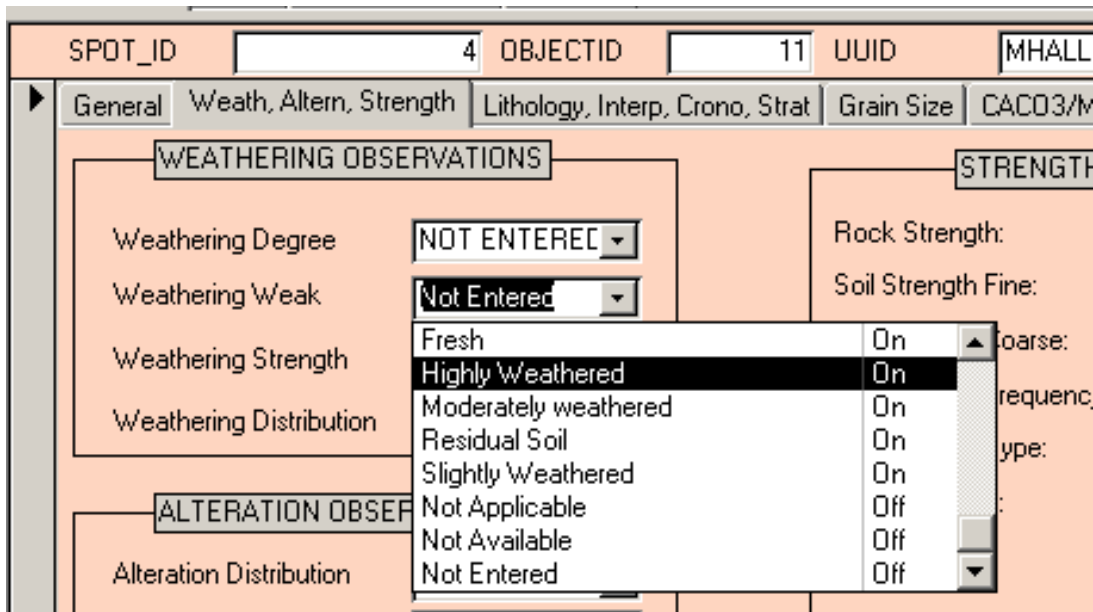 SPOT_ID 4 OBJECTID 11 UUID MHALL
General Weath, Altern, Strength Lithology, Interp, Crono, Strat Grain Size CACO3/M
WEATHERING OBSERVATIONS STRENGTH
Weathering Degree NOT ENTERED Rock Strength:
Weathering Weak Not Entered Soil Strength Fine:
Fresh On
Weathering Strength Highly Weathered On
Moderately weathered On
Weathering Distribution Residual Soil On
Slightly Weathered On
ALTERATION OBSER Not Applicable Off
Not Available Off
Alteration Distribution Not Entered Off